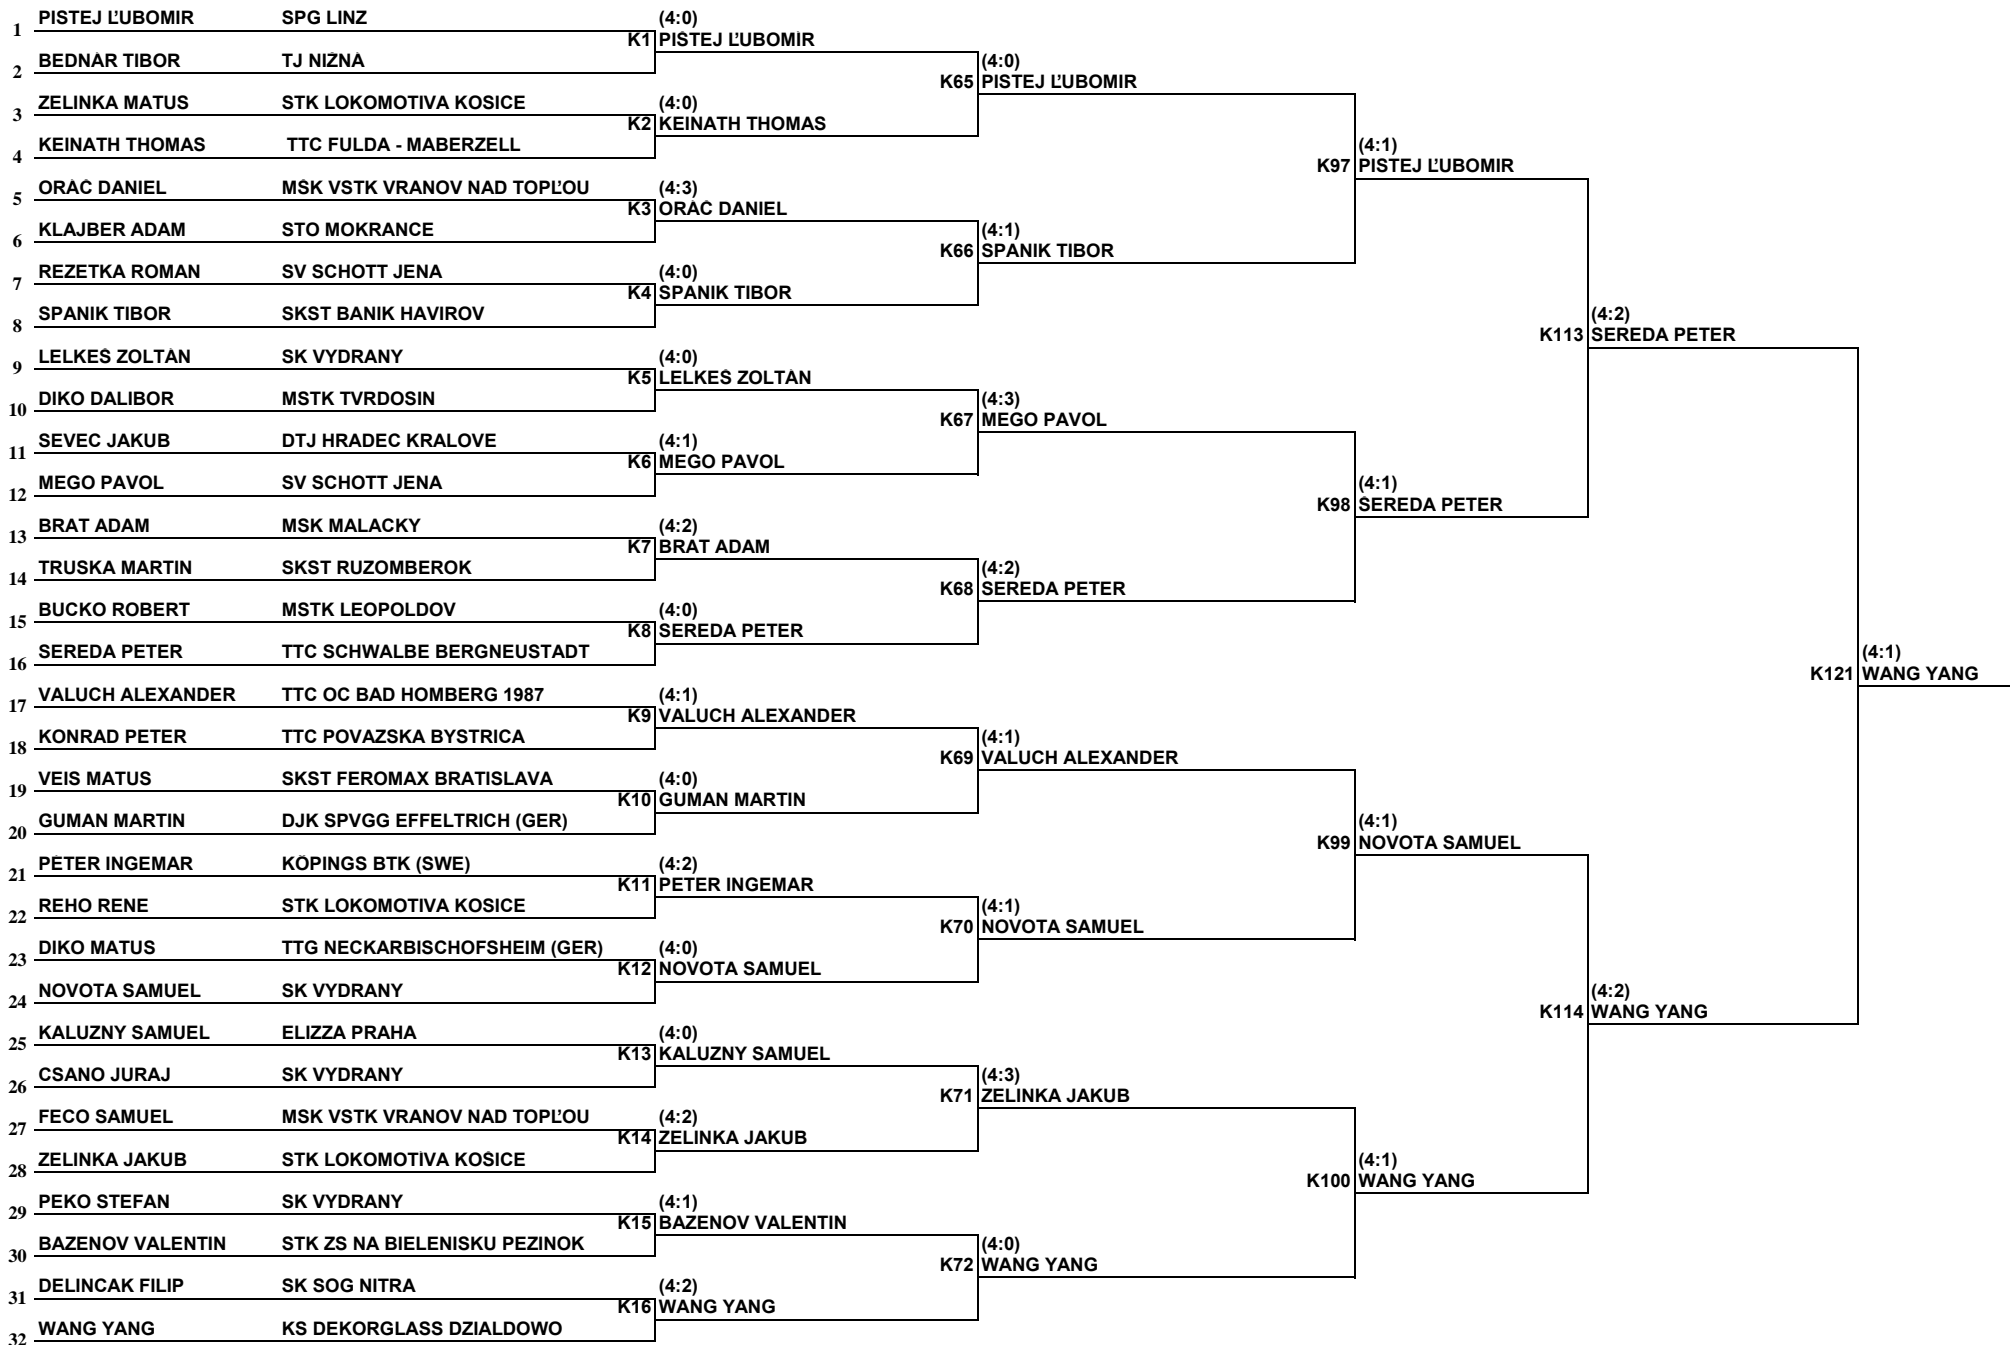 1 PISTEJ ĽUBOMIR SPG LINZ
2 BEDNÁR TIBOR TJ NIŽNÁ
3 ZELINKA MATUS STK LOKOMOTIVA KOSICE
4 KEINATH THOMAS TTC FULDA - MABERZELL
5 ORÁČ DANIEL MŠK VSTK VRANOV NAD TOPĽOU
6 KLAJBER ADAM STO MOKRANCE
7 REZETKA ROMAN SV SCHOTT JENA
8 SPANIK TIBOR SKST BANIK HAVIROV
9 LELKEŠ ZOLTÁN SK VYDRANY
10 DIKO DALIBOR MSTK TVRDOSIN
11 SEVEC JAKUB DTJ HRADEC KRALOVE
12 MEGO PAVOL SV SCHOTT JENA
13 BRAT ADAM MSK MALACKY
14 TRUSKA MARTIN SKST RUZOMBEROK
15 BUCKO ROBERT MSTK LEOPOLDOV
16 SEREDA PETER TTC SCHWALBE BERGNEUSTADT
17 VALUCH ALEXANDER TTC OC BAD HOMBERG 1987
18 KONRAD PETER TTC POVAZSKA BYSTRICA
19 VEIS MATUS SKST FEROMAX BRATISLAVA
20 GUMAN MARTIN DJK SPVGG EFFELTRICH (GER)
21 PÉTER INGEMAR KÖPINGS BTK (SWE)
22 REHO RENE STK LOKOMOTIVA KOSICE
23 DIKO MATUS TTG NECKARBISCHOFSHEIM (GER)
24 NOVOTA SAMUEL SK VYDRANY
25 KALUZNY SAMUEL ELIZZA PRAHA
26 CSANO JURAJ SK VYDRANY
27 FECO SAMUEL MSK VSTK VRANOV NAD TOPĽOU
28 ZELINKA JAKUB STK LOKOMOTÍVA KOŠICE
29 PEKO STEFAN SK VYDRANY
30 BAZENOV VALENTIN STK ZS NA BIELENISKU PEZINOK
31 DELINCAK FILIP SK SOG NITRA
32 WANG YANG KS DEKORGLASS DZIALDOWO
(4:0)
K1 PIŠTEJ ĽUBOMÍR
(4:0)
K2 KEINATH THOMAS
(4:3)
K3 ORÁČ DANIEL
(4:0)
K4 SPANIK TIBOR
(4:0)
K5 LELKEŠ ZOLTÁN
(4:1)
K6 MEGO PAVOL
(4:2)
K7 BRAT ADAM
(4:0)
K8 SEREDA PETER
(4:1)
K9 VALUCH ALEXANDER
(4:0)
K10 GUMAN MARTIN
(4:2)
K11 PÉTER INGEMAR
(4:0)
K12 NOVOTA SAMUEL
(4:0)
K13 KALUZNY SAMUEL
(4:2)
K14 ZELINKA JAKUB
(4:1)
K15 BAZENOV VALENTIN
(4:2)
K16 WANG YANG
(4:0)
K65 PISTEJ ĽUBOMIR
(4:1)
K66 SPANIK TIBOR
(4:3)
K67 MEGO PAVOL
(4:2)
K68 SEREDA PETER
(4:1)
K69 VALUCH ALEXANDER
(4:1)
K70 NOVOTA SAMUEL
(4:3)
K71 ZELINKA JAKUB
(4:0)
K72 WANG YANG
(4:1)
K97 PISTEJ ĽUBOMIR
(4:1)
K98 ŠEREDA PETER
(4:1)
K99 NOVOTA SAMUEL
(4:1)
K100 WANG YANG
(4:2)
K113 SEREDA PETER
(4:2)
K114 WANG YANG
(4:1)
K121 WANG YANG